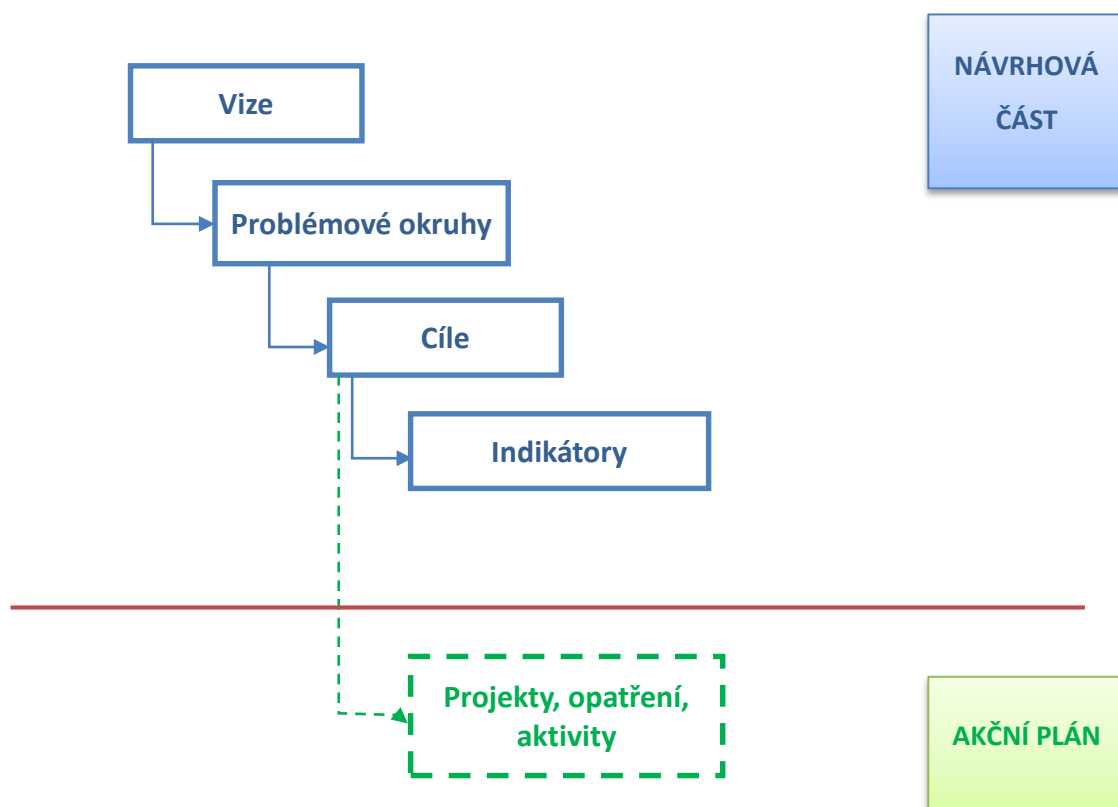 NÁVRHOVÁ
ČÁST
Vize
Problémové okruhy
Cíle
Indikátory
Projekty, opatření,
aktivity
AKČNÍ PLÁN